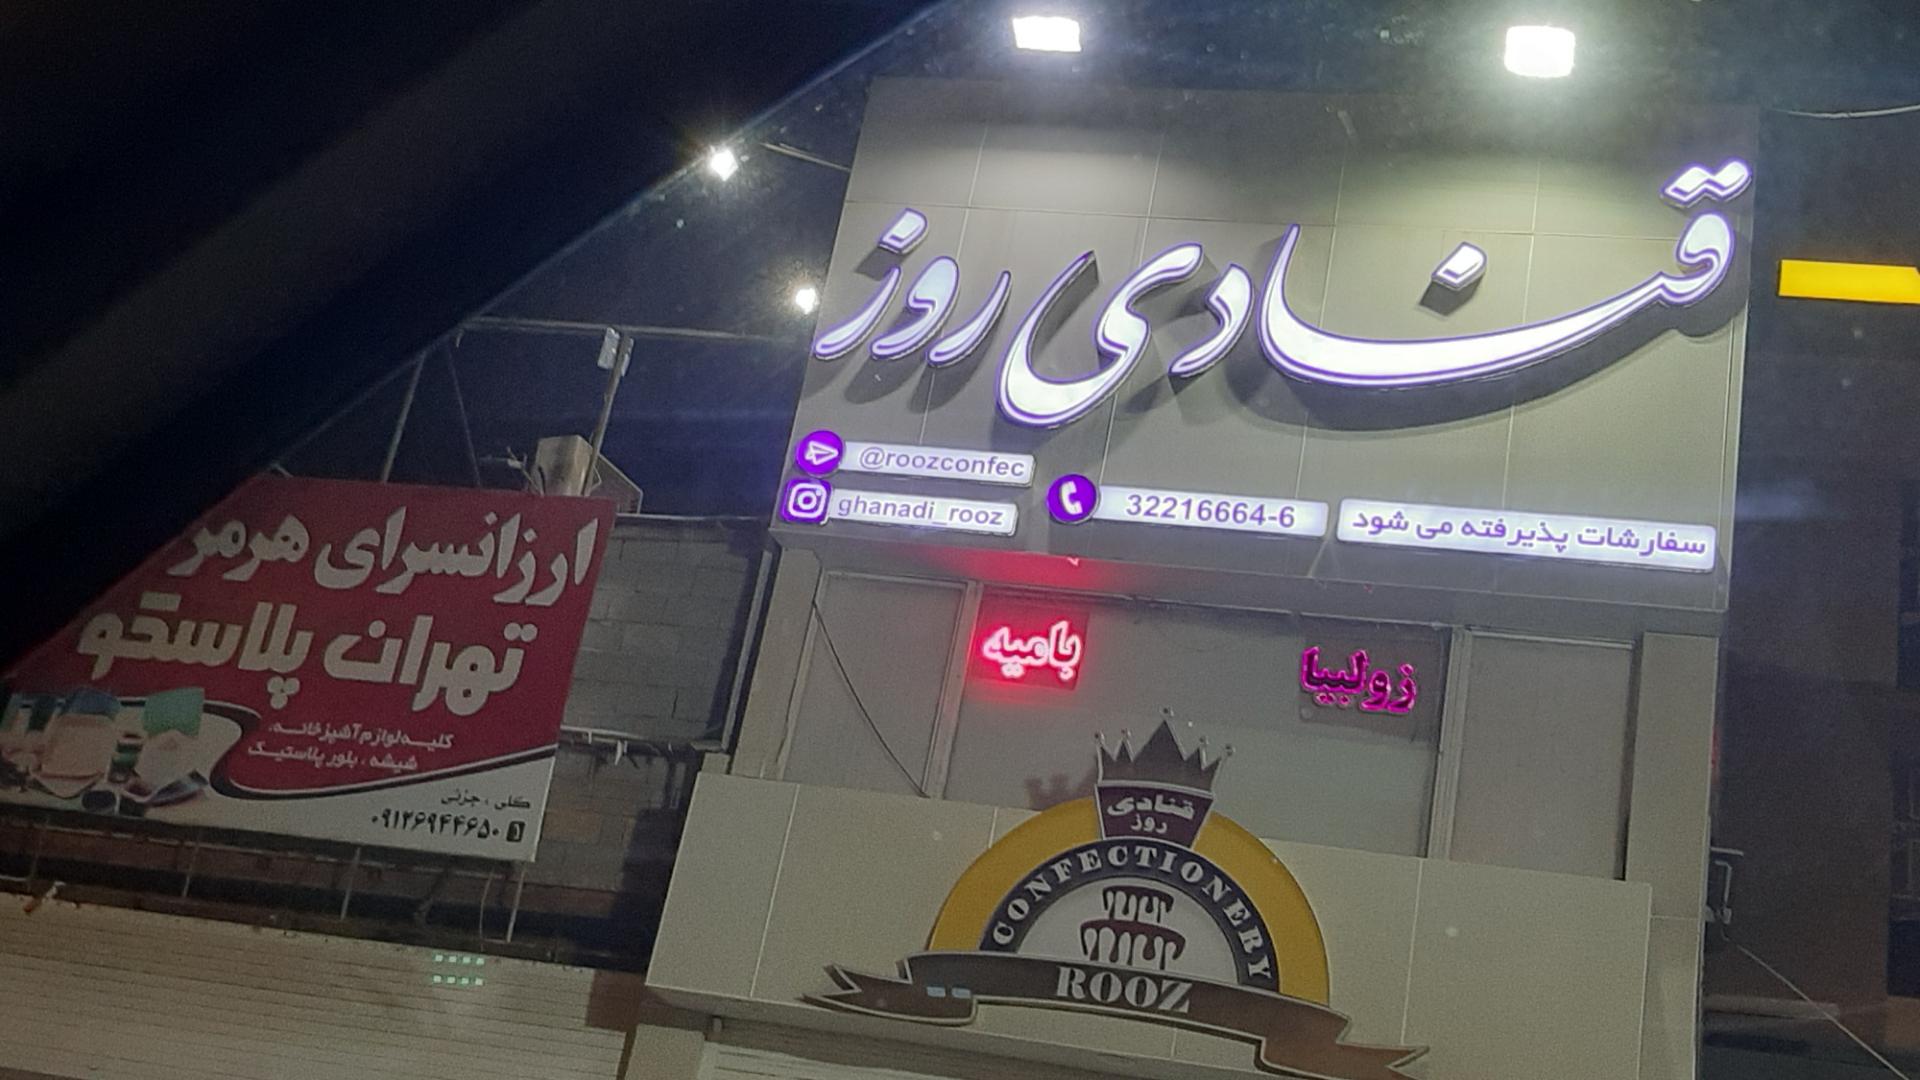 قنادی روز
@roozconfec
ghanadi_rooz
32216664-6
سفارشات پذیرفته می شود
زولبیا
بامیه
قنادی
روز
CONFECTIONERY
ROOZ
ارزانسرای هرمز
تهران پلاسکو
کلیه لوازم آشپزخانه،
شیشه ، بلور پلاستیک
کلی ، جزئی
۰۹۱۲۶۹۴۴۶۵۰